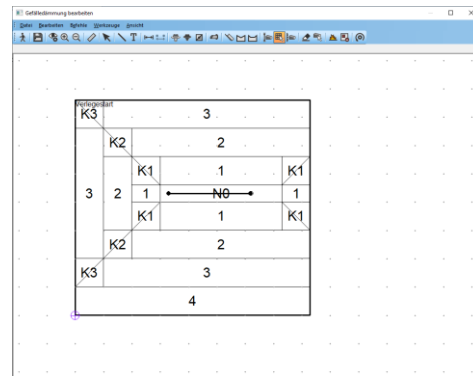 Gefälledämmung bearbeiten
Datei Bearbeiten Befehle Werkzeuge Ansicht
Verlegestart
K3 3
K2 2
K1 1 K1
3 2 1 N0 1
K1 1 K1
K2 2
K3 3
4